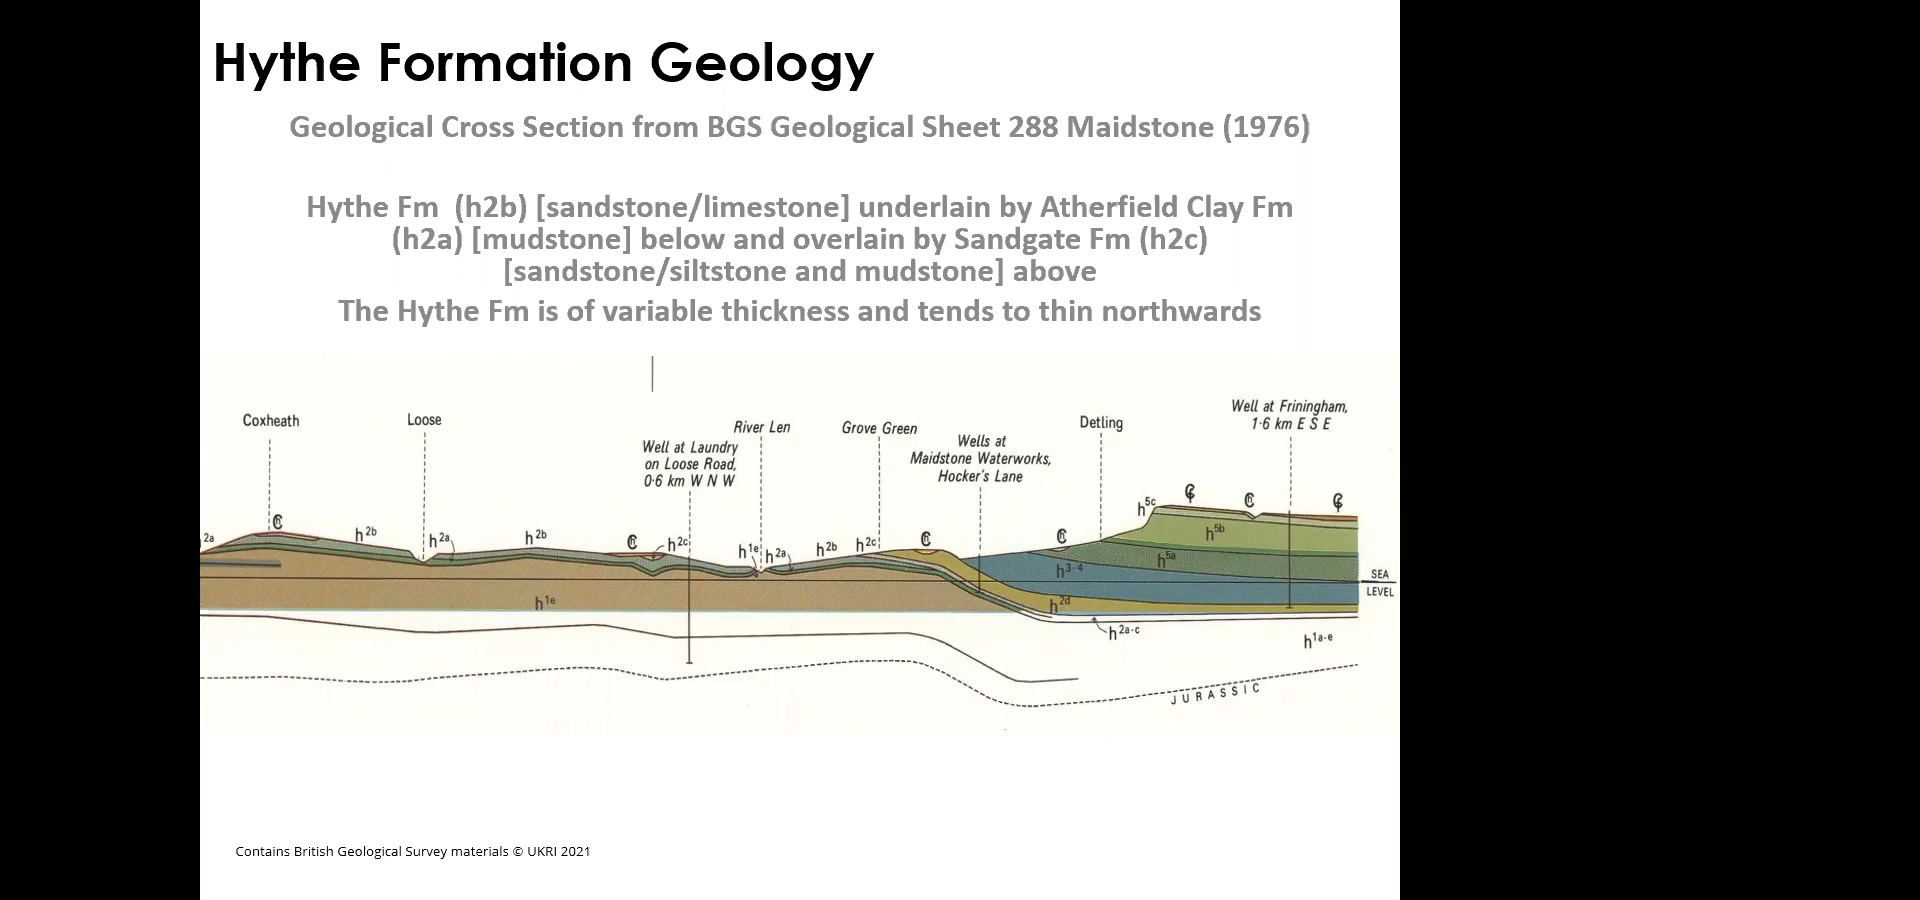 Hythe Formation Geology
Geological Cross Section from BGS Geological Sheet 288 Maidstone (1976)
Hythe Fm (h2b) [sandstone/limestone] underlain by Atherfield Clay Fm
(h2a) [mudstone] below and overlain by Sandgate Fm (h2c)
[sandstone/siltstone and mudstone] above
The Hythe Fm is of variable thickness and tends to thin northwards
Coxheath
Loose
Well at Laundry
on Loose Road,
0·6 km W N W
River Len
Grove Green
Wells at
Maidstone Waterworks,
Hocker's Lane
Detling
Well at Friningham,
1·6 km E S E
2a
h2b
h2a
h2b
h2c
h1e
h2a
h2b
h2c
h5c
h5b
h5a
h3-4
h2d
h1e
h2a-c
h1a-e
SEA
LEVEL
JURASSIC
Contains British Geological Survey materials © UKRI 2021